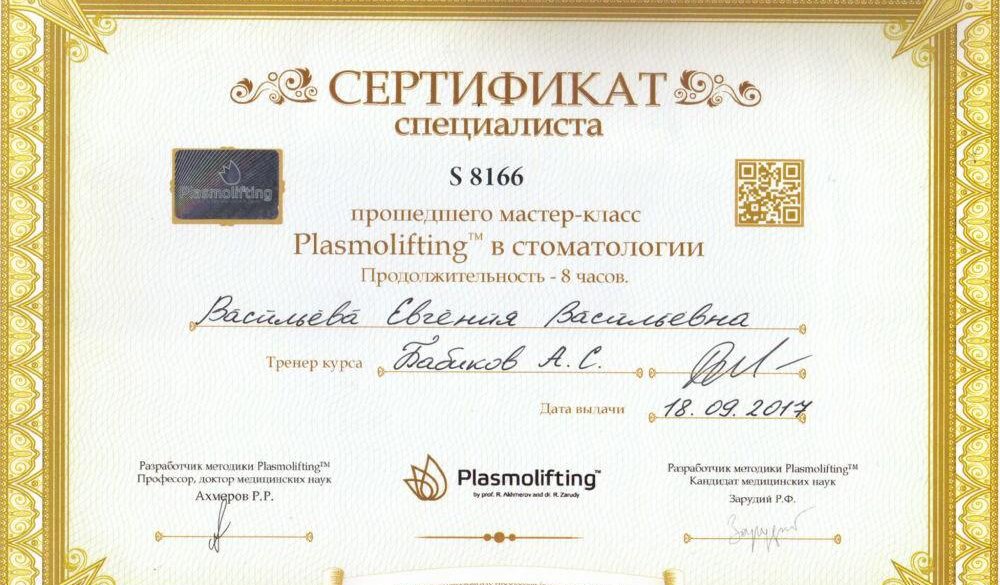 СЕРТИФИКАТ
специалиста
S 8166
Plasmolifting
прошедшего мастер-класс
Plasmolifting™ в стоматологии
Продолжительность - 8 часов.
Васильева Евгения Васильевна
Тренер курса Бабиков А.С.
Дата выдачи 18.09.2017
Разработчик методики Plasmolifting™
Профессор, доктор медицинских наук
Ахмеров Р.Р.
Plasmolifting™
by prof. R. Akhmerov and dr. R. Zarudy
Разработчик методики Plasmolifting™
Кандидат медицинских наук
Зарудий Р.Ф.